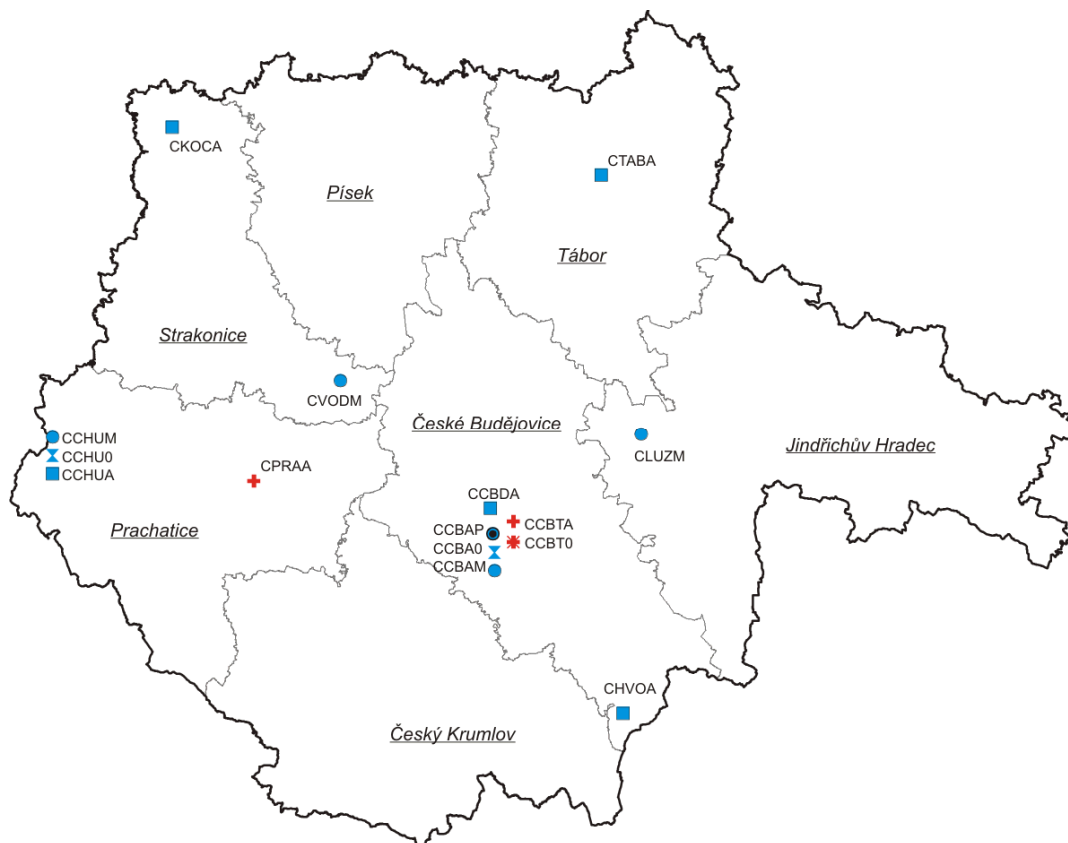 CKOCA
CTABA
Písek
Tábor
Strakonice
CVODM
České Budějovice
CCHUM
CCHU0
CCHUA
CLUZM
Jindřichův Hradec
CPRAA
CCBDA
Prachatice
CCBTA
CCBAP
CCBT0
CCBA0
CCBAM
CHVOA
Český Krumlov